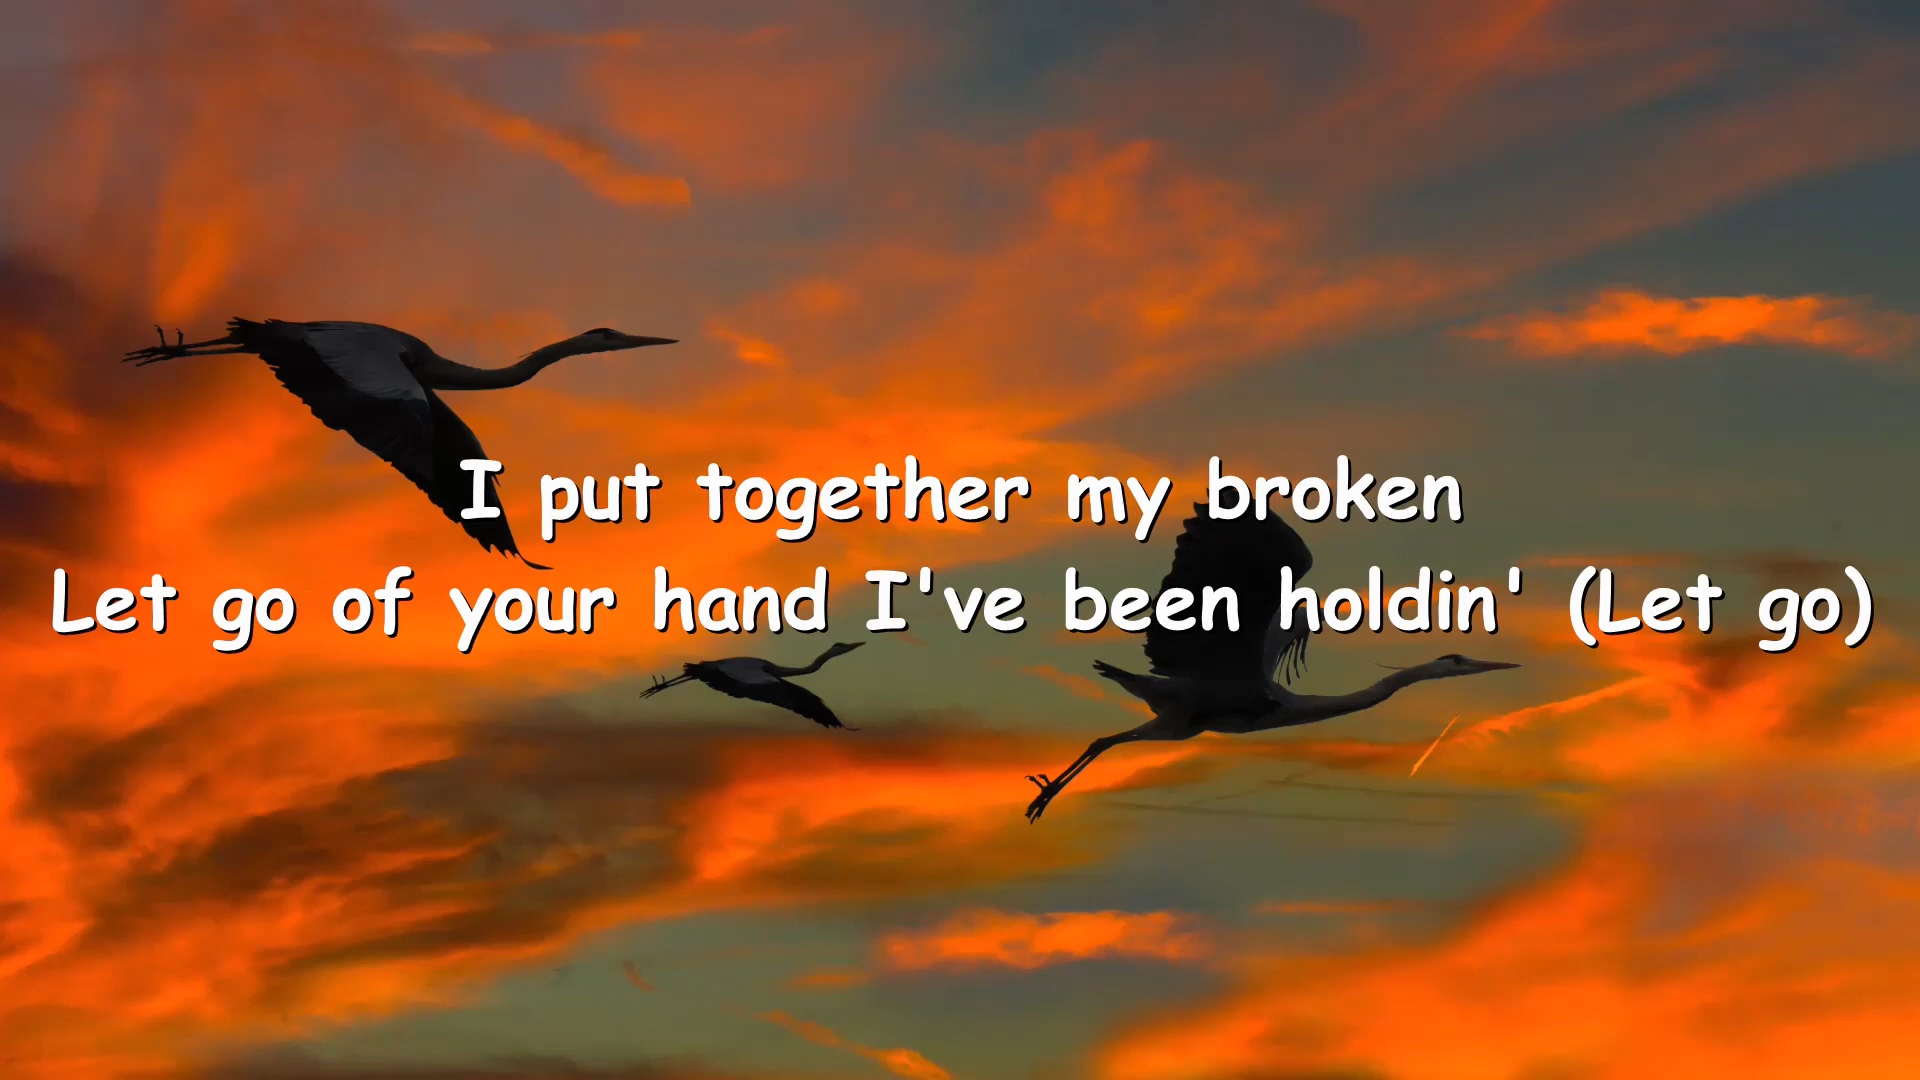 I put together my broken
Let go of your hand I've been holdin' (Let go)